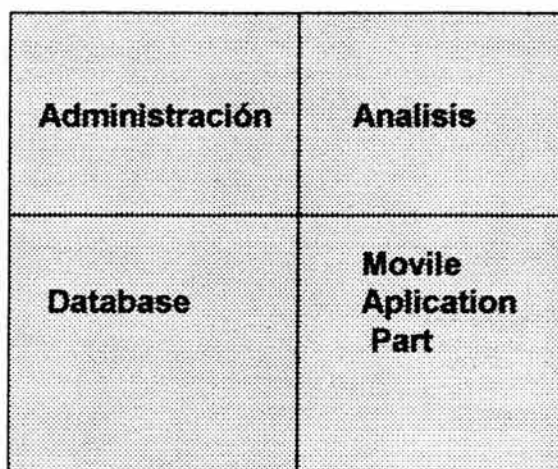 Administración
Analisis
Database
Movile
Aplication
Part